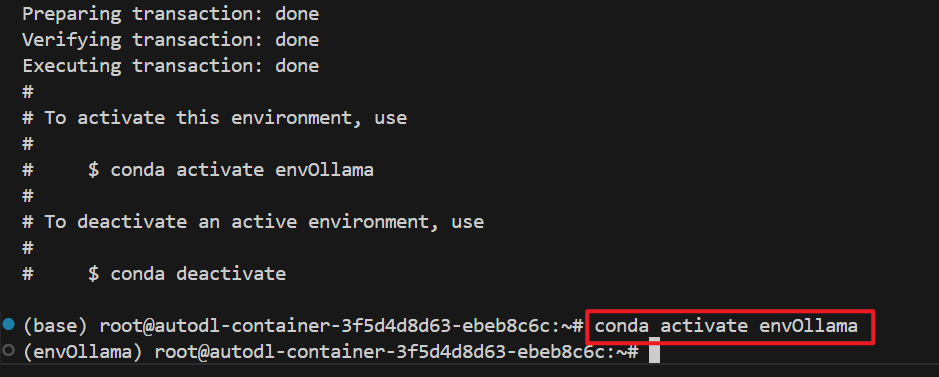 Preparing transaction: done
Verifying transaction: done
Executing transaction: done
#
# To activate this environment, use
#
#     $ conda activate envOllama
#
# To deactivate an active environment, use
#
#     $ conda deactivate
(base) root@autodl-container-3f5d4d8d63-ebeb8c6c:~# conda activate envOllama
(envOllama) root@autodl-container-3f5d4d8d63-ebeb8c6c:~#